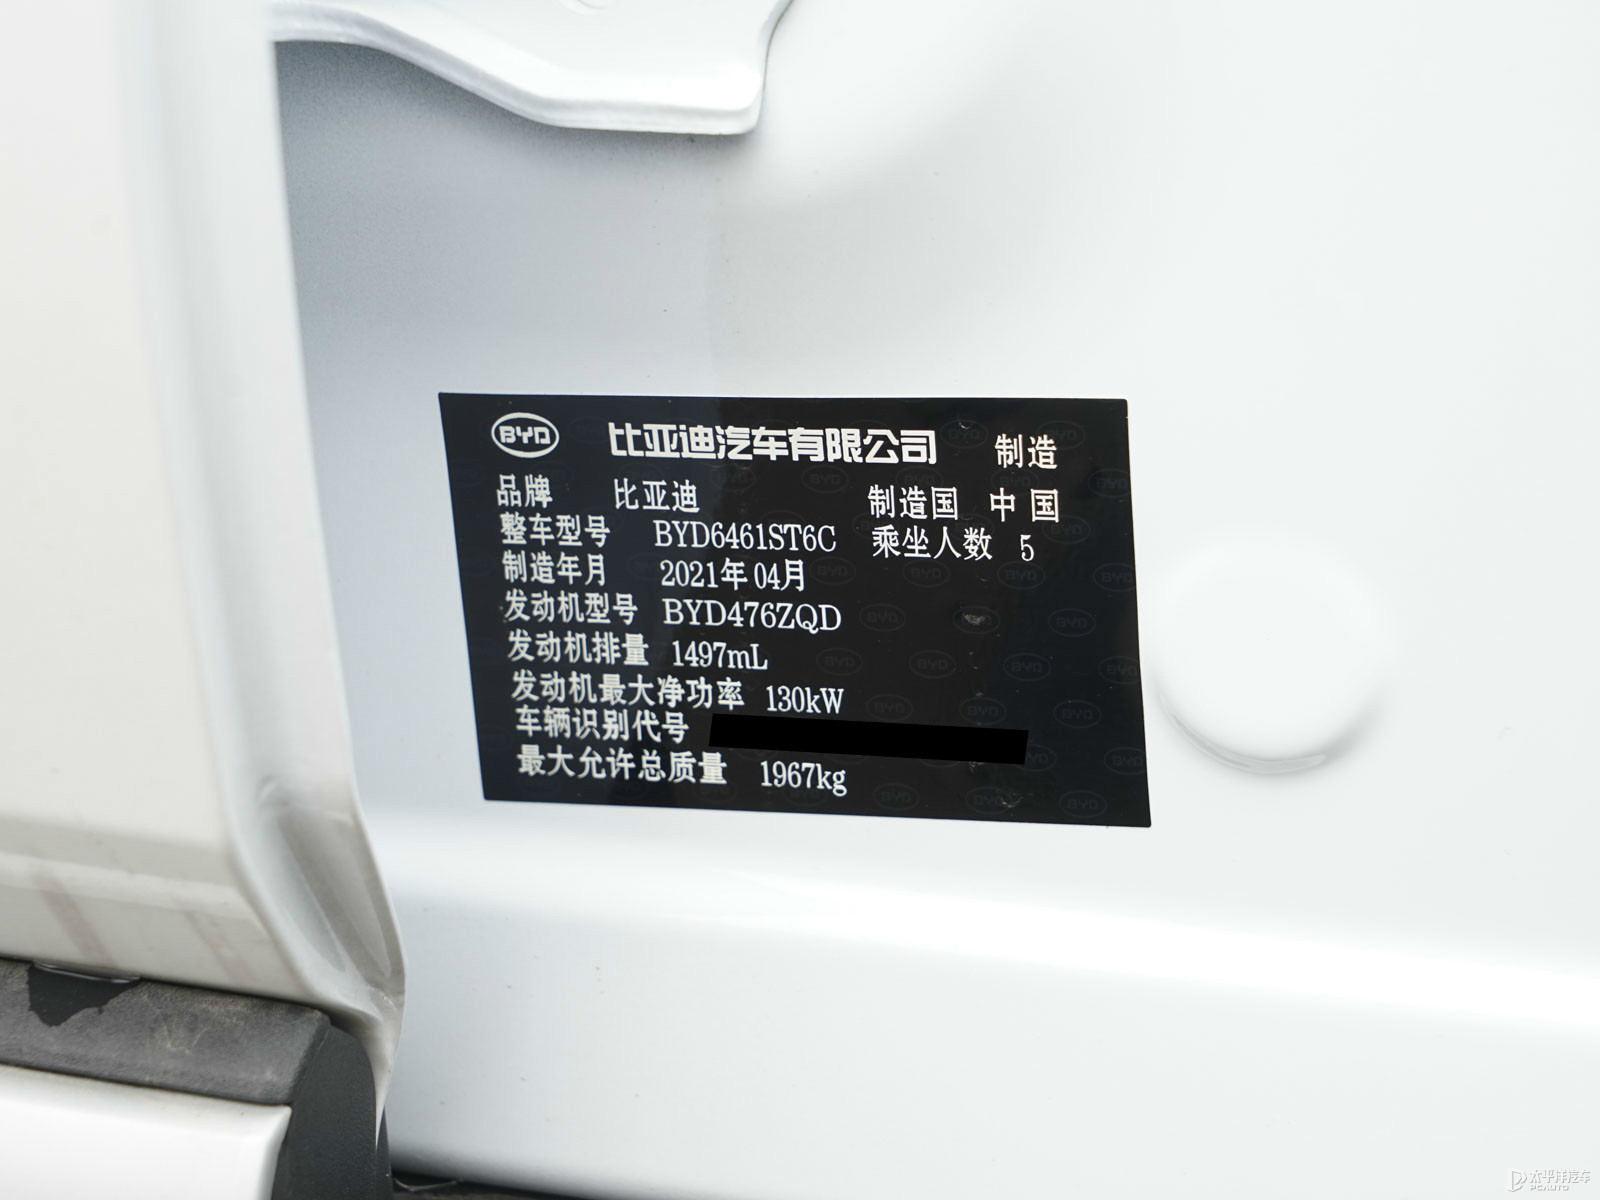 BYD 比亚迪汽车有限公司 制造
品牌 比亚迪 制造国 中国
整车型号 BYD6461ST6C 乘坐人数 5
制造年月 2021年04月
发动机型号 BYD476ZQD
发动机排量 1497mL
发动机最大净功率 130kW
车辆识别代号
最大允许总质量 1967kg
太平洋汽车
PCAUTO